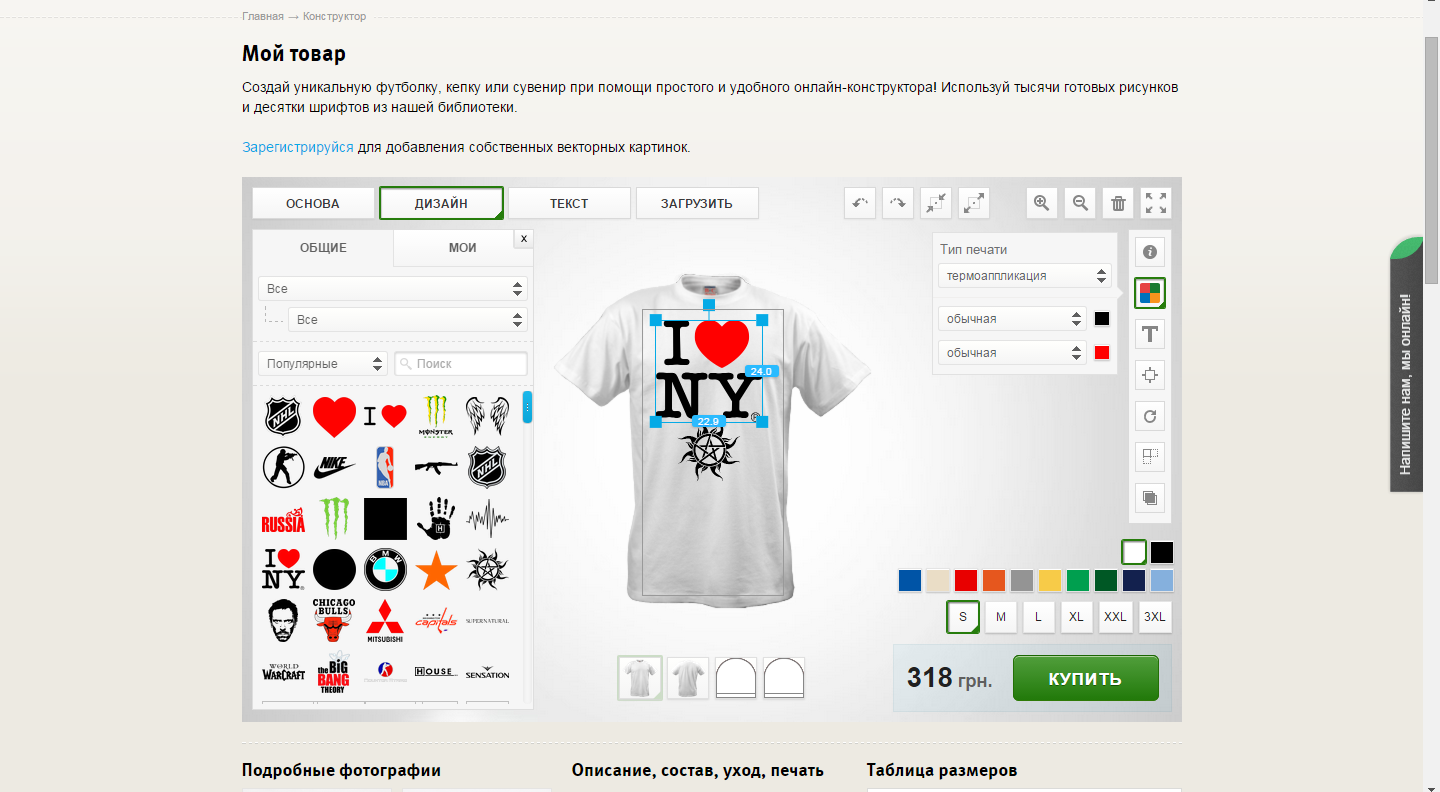 Главная → Конструктор
Мой товар
Создай уникальную футболку, кепку или сувенир при помощи простого и удобного онлайн-конструктора! Используй тысячи готовых рисунков
и десятки шрифтов из нашей библиотеки.
Зарегистрируйся для добавления собственных векторных картинок.
ОСНОВА
ДИЗАЙН
ТЕКСТ
ЗАГРУЗИТЬ
ОБЩИЕ
МОИ
x
Все
Все
Популярные
Поиск
NHL
I
MONSTER
ENERGY
NIKE
NBA
NHL
RUSSIA
H
I
NY
BMW
CHICAGO
BULLS
MITSUBISHI
capitals
SUPERNATURAL
WORLD
WARCRAFT
the BIG
BANG
THEORY
HOUSE
SENSATION
I
NY®
24.0
22.9
Тип печати
термоаппликация
обычная
обычная
S
M
L
XL
XXL
3XL
318 грн.
КУПИТЬ
Напишите нам, мы онлайн!
Подробные фотографии
Описание, состав, уход, печать
Таблица размеров